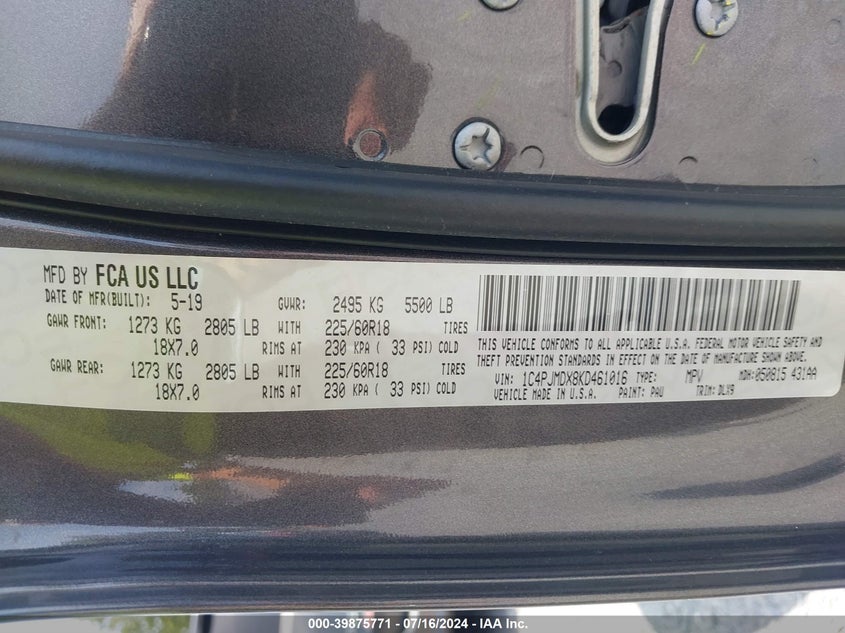 MFD BY FCA US LLC
DATE OF MFR(BUILT): 5-19 GVWR: 2495 KG 5500 LB
GAWR FRONT: 1273 KG 2805 LB WITH 225/60R18 TIRES
18X7.0 RIMS AT 230 KPA ( 33 PSI) COLD
GAWR REAR: 1273 KG 2805 LB WITH 225/60R18 TIRES
18X7.0 RIMS AT 230 KPA ( 33 PSI) COLD
THIS VEHICLE CONFORMS TO ALL APPLICABLE U.S.A. FEDERAL MOTOR VEHICLE SAFETY AND
THEFT PREVENTION STANDARDS IN EFFECT ON THE DATE OF MANUFACTURE SHOWN ABOVE.
VIN: 1C4PJMDX8KD461016 TYPE: MPV MDH:050815 431AA
VEHICLE MADE IN U.S.A. PAINT: PAU TRIM: DLX9
000-39875771 - 07/16/2024 - IAA Inc.